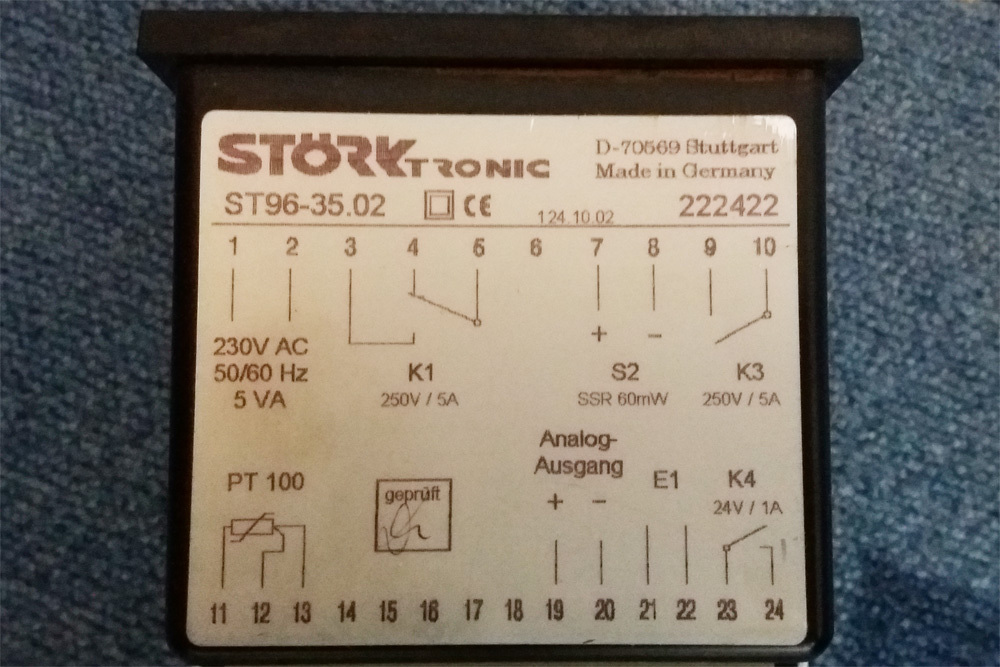 STÖRKTRONIC
D-70569 Stuttgart
Made in Germany
ST96-35.02 CE 124.10.02 222422
1 2 3 4 5 6 7 8 9 10
+ −
230V AC
50/60 Hz
5 VA
K1
250V / 5A
S2
SSR 60mW
K3
250V / 5A
Analog-
Ausgang
+ −
E1
K4
24V / 1A
PT 100
geprüft
11 12 13 14 15 16 17 18 19 20 21 22 23 24